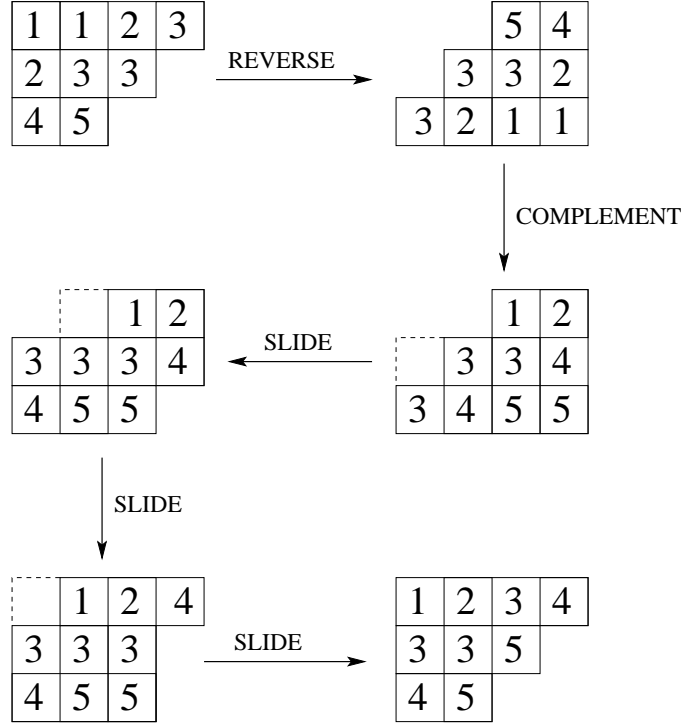 1 1 2 3
2 3 3
4 5
REVERSE
5 4
3 3 2
3 2 1 1
COMPLEMENT
1 2
3 3 3 4
4 5 5
SLIDE
1 2
3 3 4
3 4 5 5
SLIDE
1 2 4
3 3 3
4 5 5
SLIDE
1 2 3 4
3 3 5
4 5